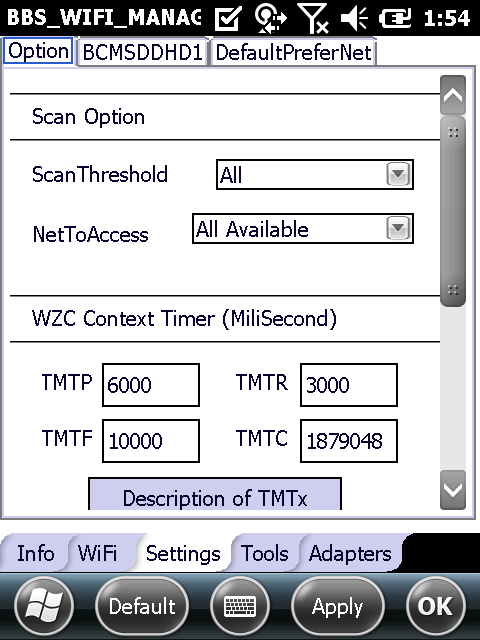 BBS_WIFI_MANAG 1:54
Option BCMSDDHD1 DefaultPreferNet
Scan Option
ScanThreshold All
NetToAccess All Available
WZC Context Timer (MiliSecond)
TMTP 6000 TMTR 3000
TMTF 10000 TMTC 1879048
Description of TMTx
Info WiFi Settings Tools Adapters
Default Apply OK